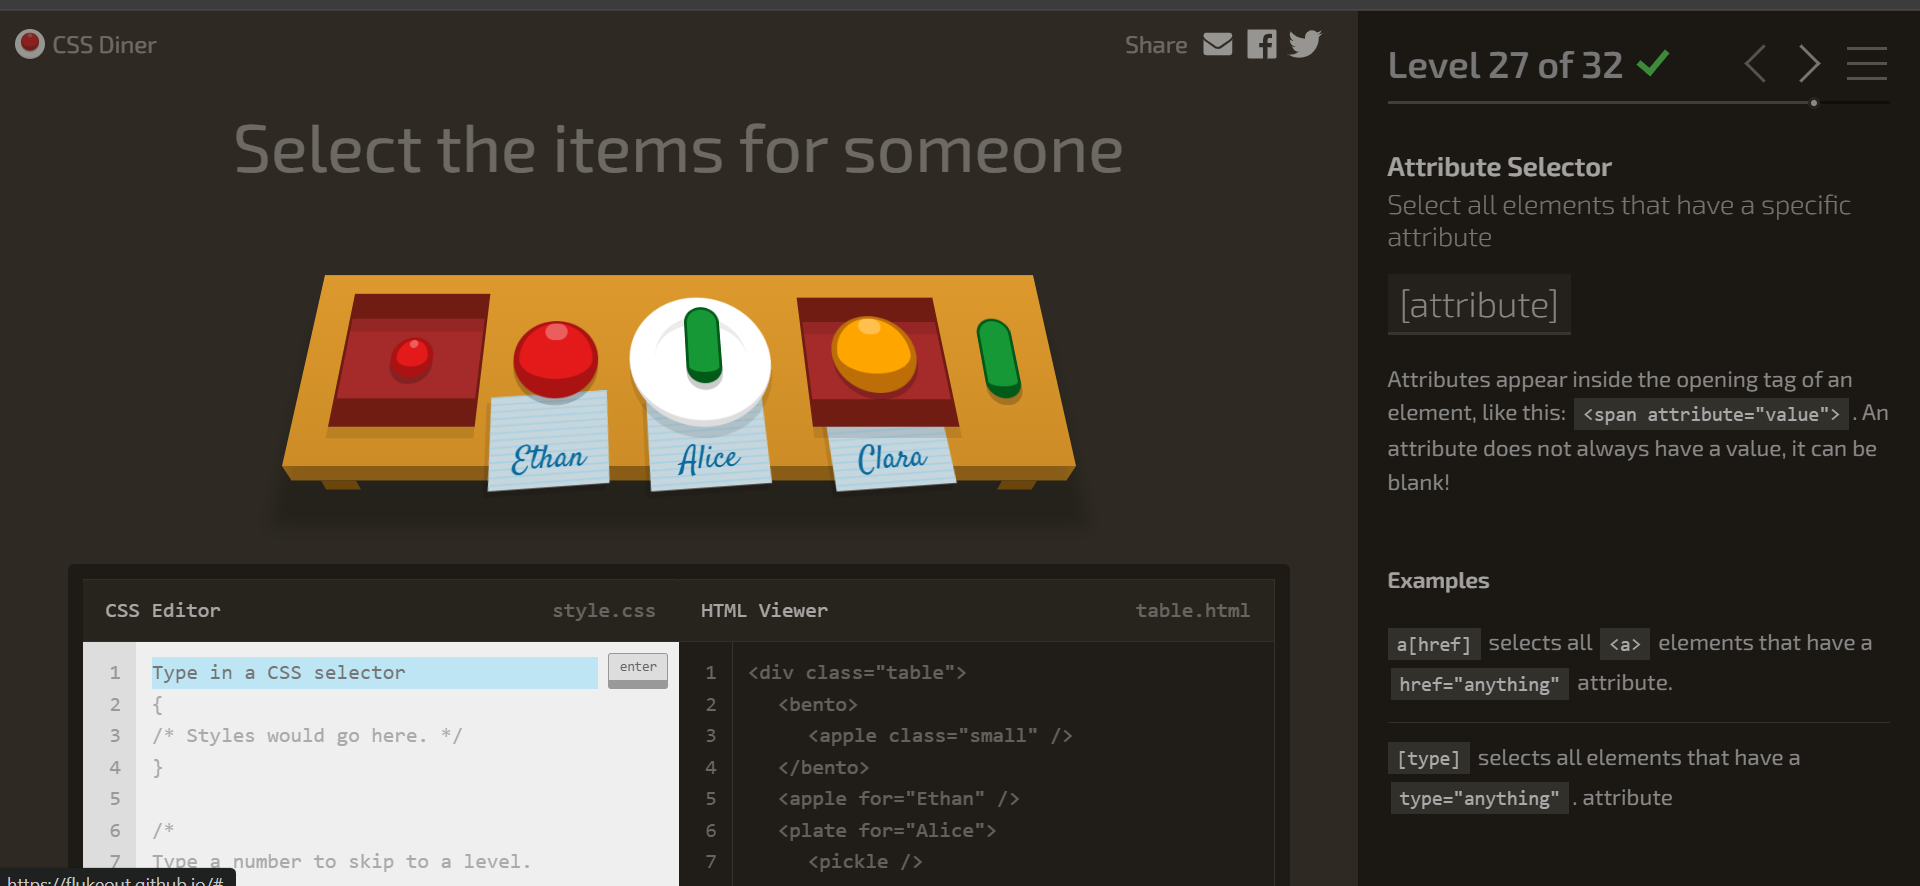 CSS Diner
Share
Select the items for someone
Ethan
Alice
Clara
CSS Editor
style.css
1 Type in a CSS selector
enter
2 {
3 /* Styles would go here. */
4 }
5
6 /*
7 Type a number to skip to a level.
HTML Viewer
table.html
1 <div class="table">
2 <bento>
3 <apple class="small" />
4 </bento>
5 <apple for="Ethan" />
6 <plate for="Alice">
7 <pickle />
https://flukeout.github.io/#
Level 27 of 32
Attribute Selector
Select all elements that have a specific
attribute
[attribute]
Attributes appear inside the opening tag of an
element, like this: <span attribute="value"> . An
attribute does not always have a value, it can be
blank!
Examples
a[href] selects all <a> elements that have a
href="anything" attribute.
[type] selects all elements that have a
type="anything" . attribute